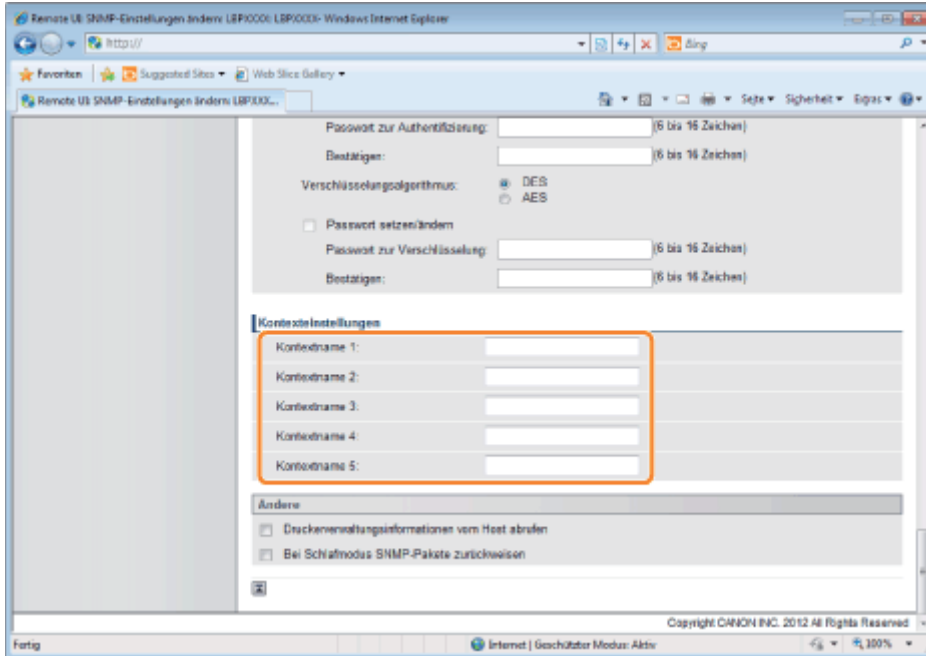 Remote UI: SNMP-Einstellungen ändern: LBPXXXX: LBPXXXX- Windows Internet Explorer
http://
Bing
Favoriten Suggested Sites Web Slice Gallery
Remote UI: SNMP-Einstellungen ändern: LBPXXX... Seite Sicherheit Extras
Passwort zur Authentifizierung: (6 bis 16 Zeichen)
Bestätigen: (6 bis 16 Zeichen)
Verschlüsselungsalgorithmus: DES
AES
Passwort setzen/ändern
Passwort zur Verschlüsselung: (6 bis 16 Zeichen)
Bestätigen: (6 bis 16 Zeichen)
Kontexteinstellungen
Kontextname 1:
Kontextname 2:
Kontextname 3:
Kontextname 4:
Kontextname 5:
Andere
Druckerverwaltungsinformationen vom Host abrufen
Bei Schlafmodus SNMP-Pakete zurückweisen
Copyright CANON INC. 2012 All Rights Reserved
Fertig Internet | Geschützter Modus: Aktiv 100%